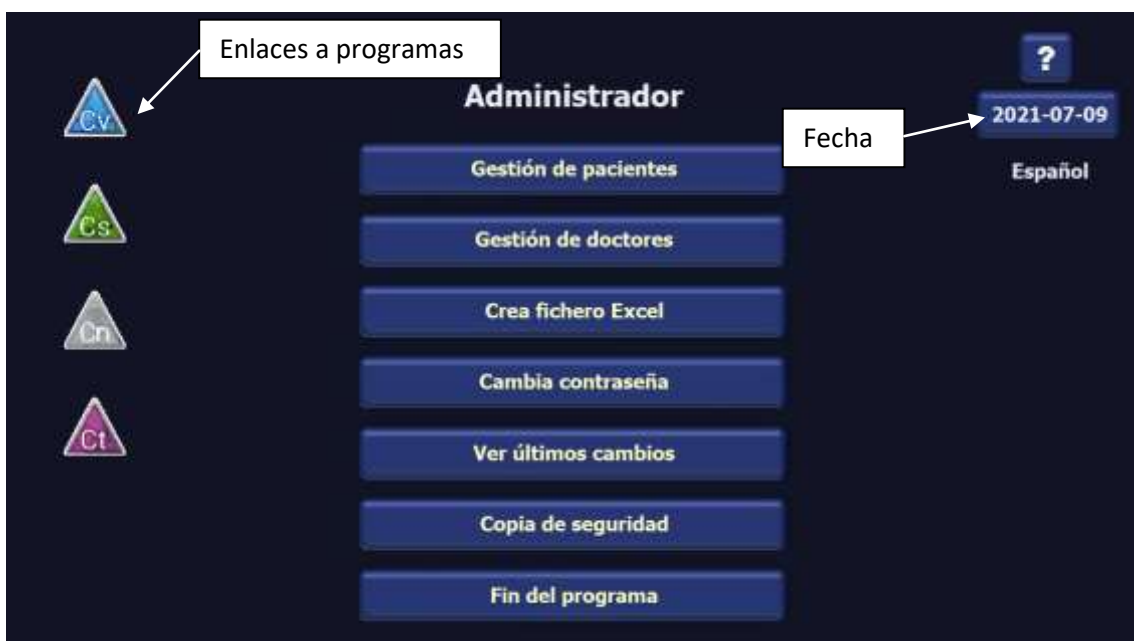 Enlaces a programas
?
Administrador
2021-07-09
Fecha
Español
Cv
Cs
Cn
Ct
Gestión de pacientes
Gestión de doctores
Crea fichero Excel
Cambia contraseña
Ver últimos cambios
Copia de seguridad
Fin del programa